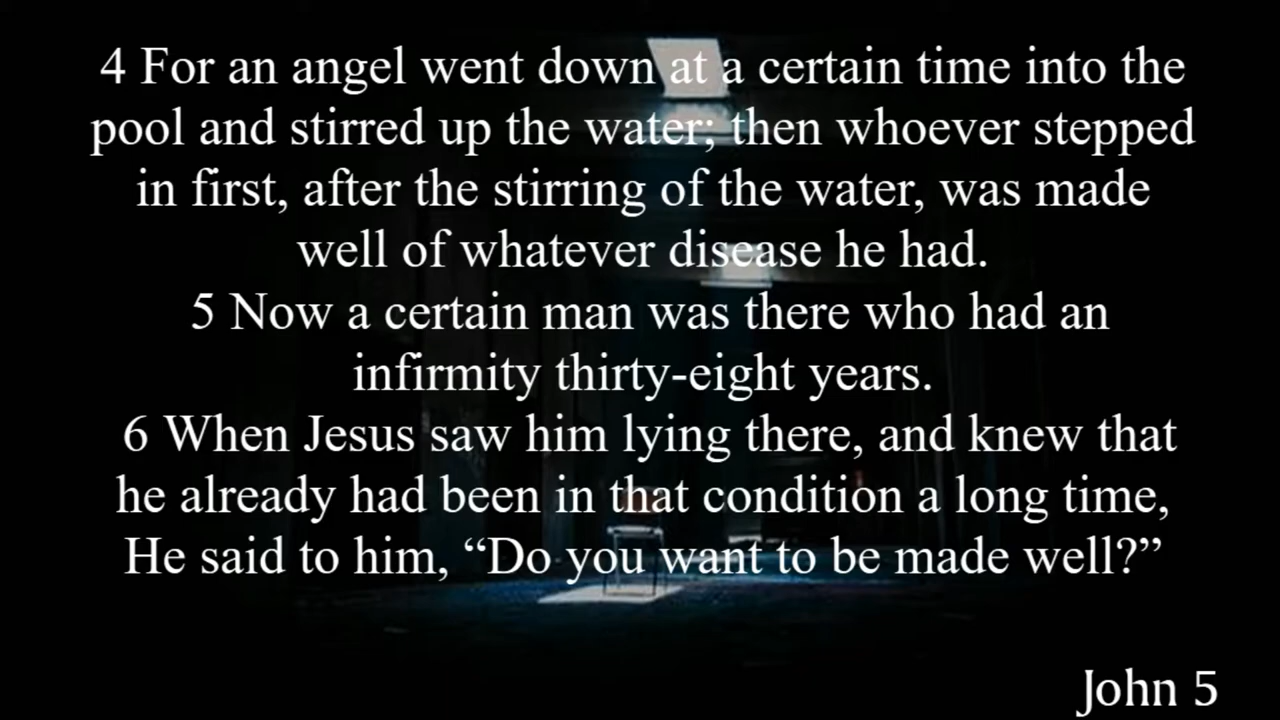 4 For an angel went down at a certain time into the
pool and stirred up the water; then whoever stepped
in first, after the stirring of the water, was made
well of whatever disease he had.
5 Now a certain man was there who had an
infirmity thirty-eight years.
6 When Jesus saw him lying there, and knew that
he already had been in that condition a long time,
He said to him, “Do you want to be made well?”
John 5